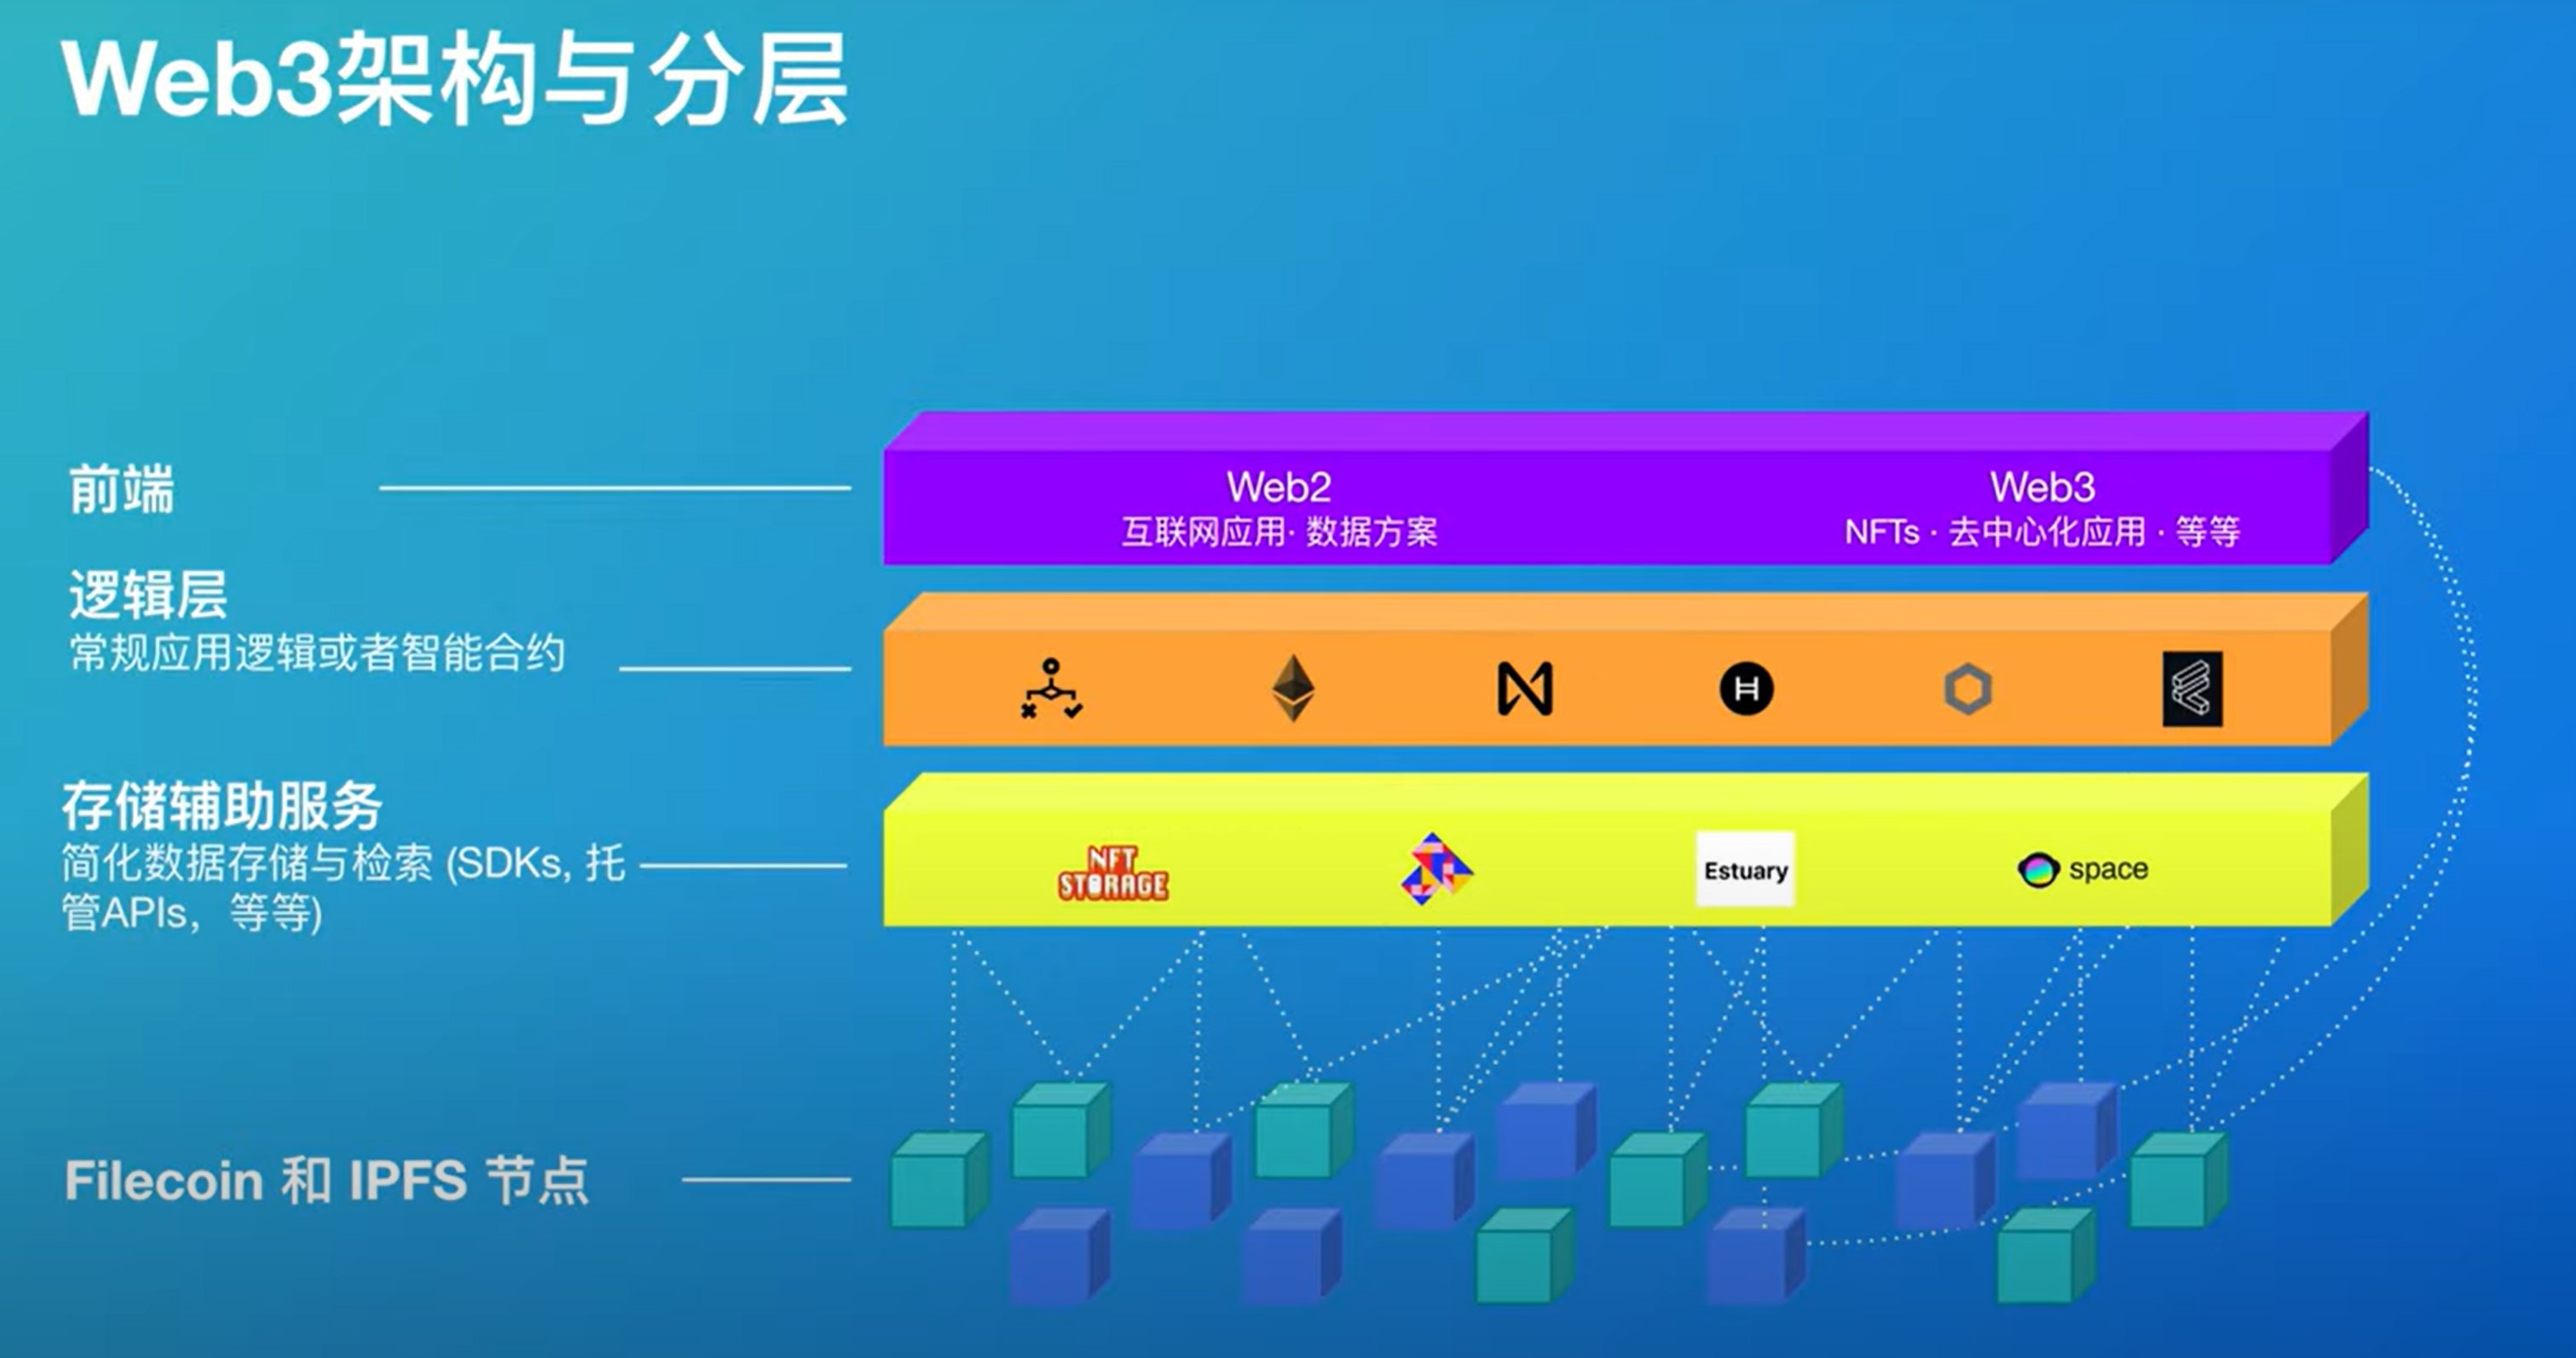 Web3架构与分层
前端
Web2
互联网应用· 数据方案
Web3
NFTs · 去中心化应用 · 等等
逻辑层
常规应用逻辑或者智能合约
存储辅助服务
简化数据存储与检索 (SDKs, 托
管APIs，等等)
NFT
STORAGE
Estuary
space
Filecoin 和 IPFS 节点